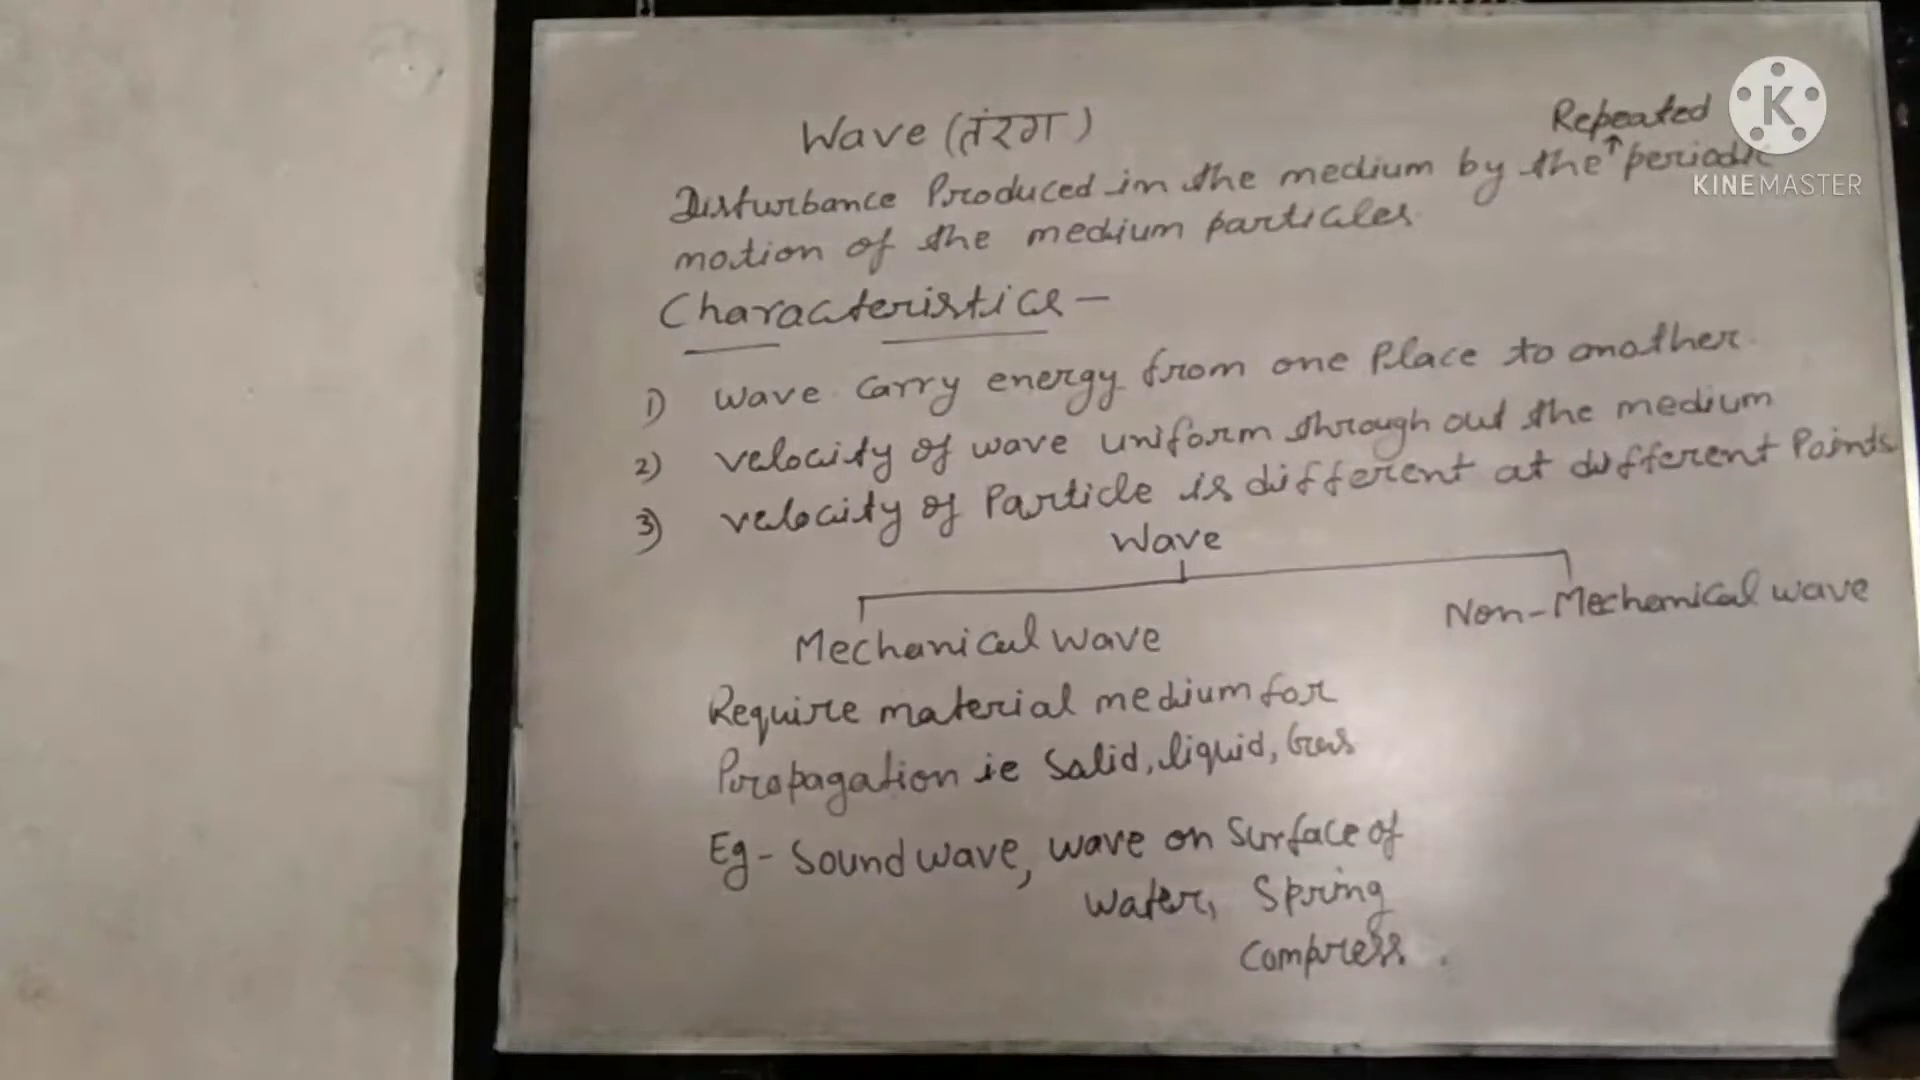 Repeated
Wave (तंरग)
Disturbance Produced in the medium by the periodic
motion of the medium particles
Characteristics -
1) wave carry energy from one Place to another
2) velocity of wave uniform through out the medium
3) velocity of Particle is different at different Points
Wave
Mechanical wave
Non-Mechanical wave
Require material medium for
Propagation ie Solid, liquid, Gas
Eg - Sound wave, wave on Surface of
water, Spring
compress.
K
KINEMASTER